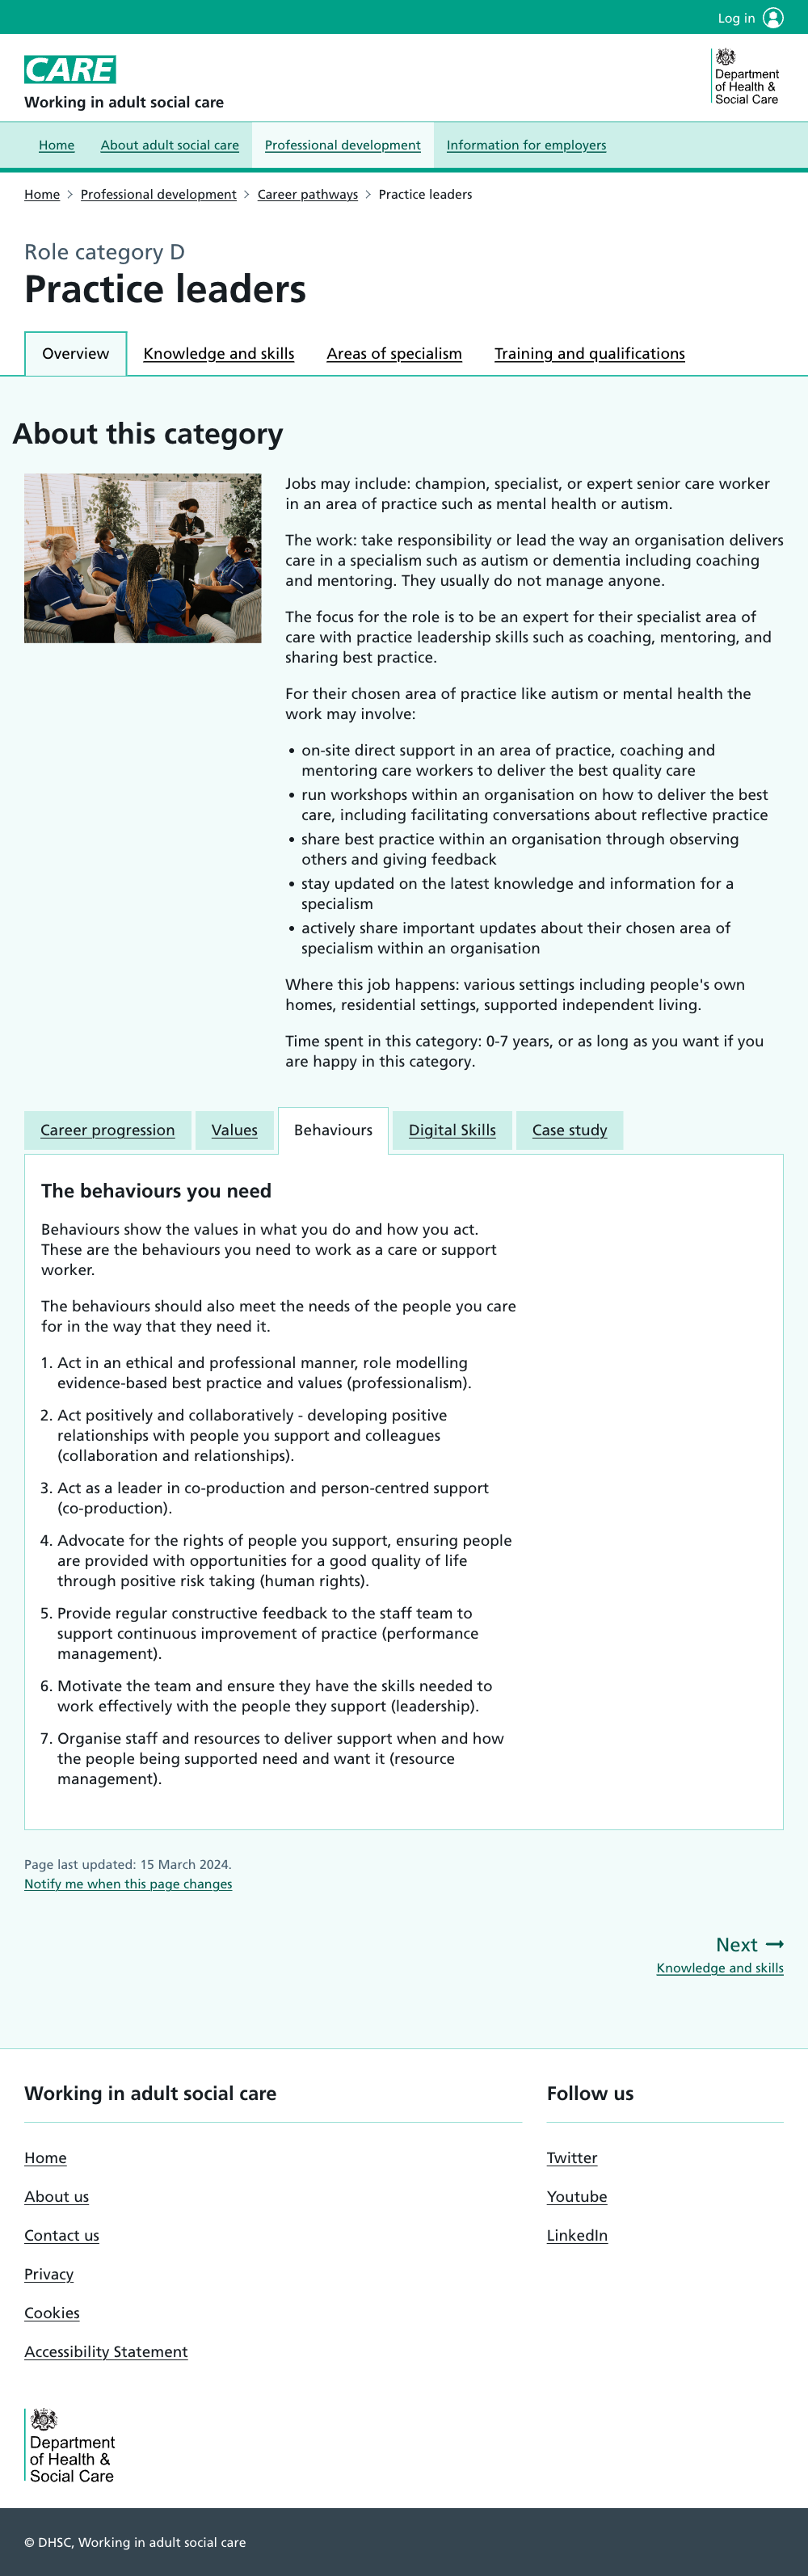 Log in
CARE
Working in adult social care
Department
of Health &
Social Care
Home
About adult social care
Professional development
Information for employers
Home > Professional development > Career pathways > Practice leaders
Role category D
Practice leaders
Overview
Knowledge and skills
Areas of specialism
Training and qualifications
About this category
Jobs may include: champion, specialist, or expert senior care worker
in an area of practice such as mental health or autism.
The work: take responsibility or lead the way an organisation delivers
care in a specialism such as autism or dementia including coaching
and mentoring. They usually do not manage anyone.
The focus for the role is to be an expert for their specialist area of
care with practice leadership skills such as coaching, mentoring, and
sharing best practice.
For their chosen area of practice like autism or mental health the
work may involve:
• on-site direct support in an area of practice, coaching and
mentoring care workers to deliver the best quality care
• run workshops within an organisation on how to deliver the best
care, including facilitating conversations about reflective practice
• share best practice within an organisation through observing
others and giving feedback
• stay updated on the latest knowledge and information for a
specialism
• actively share important updates about their chosen area of
specialism within an organisation
Where this job happens: various settings including people's own
homes, residential settings, supported independent living.
Time spent in this category: 0-7 years, or as long as you want if you
are happy in this category.
Career progression
Values
Behaviours
Digital Skills
Case study
The behaviours you need
Behaviours show the values in what you do and how you act.
These are the behaviours you need to work as a care or support
worker.
The behaviours should also meet the needs of the people you care
for in the way that they need it.
1. Act in an ethical and professional manner, role modelling
evidence-based best practice and values (professionalism).
2. Act positively and collaboratively - developing positive
relationships with people you support and colleagues
(collaboration and relationships).
3. Act as a leader in co-production and person-centred support
(co-production).
4. Advocate for the rights of people you support, ensuring people
are provided with opportunities for a good quality of life
through positive risk taking (human rights).
5. Provide regular constructive feedback to the staff team to
support continuous improvement of practice (performance
management).
6. Motivate the team and ensure they have the skills needed to
work effectively with the people they support (leadership).
7. Organise staff and resources to deliver support when and how
the people being supported need and want it (resource
management).
Page last updated: 15 March 2024.
Notify me when this page changes
Next →
Knowledge and skills
Working in adult social care
Home
About us
Contact us
Privacy
Cookies
Accessibility Statement
Follow us
Twitter
Youtube
LinkedIn
Department
of Health &
Social Care
© DHSC, Working in adult social care